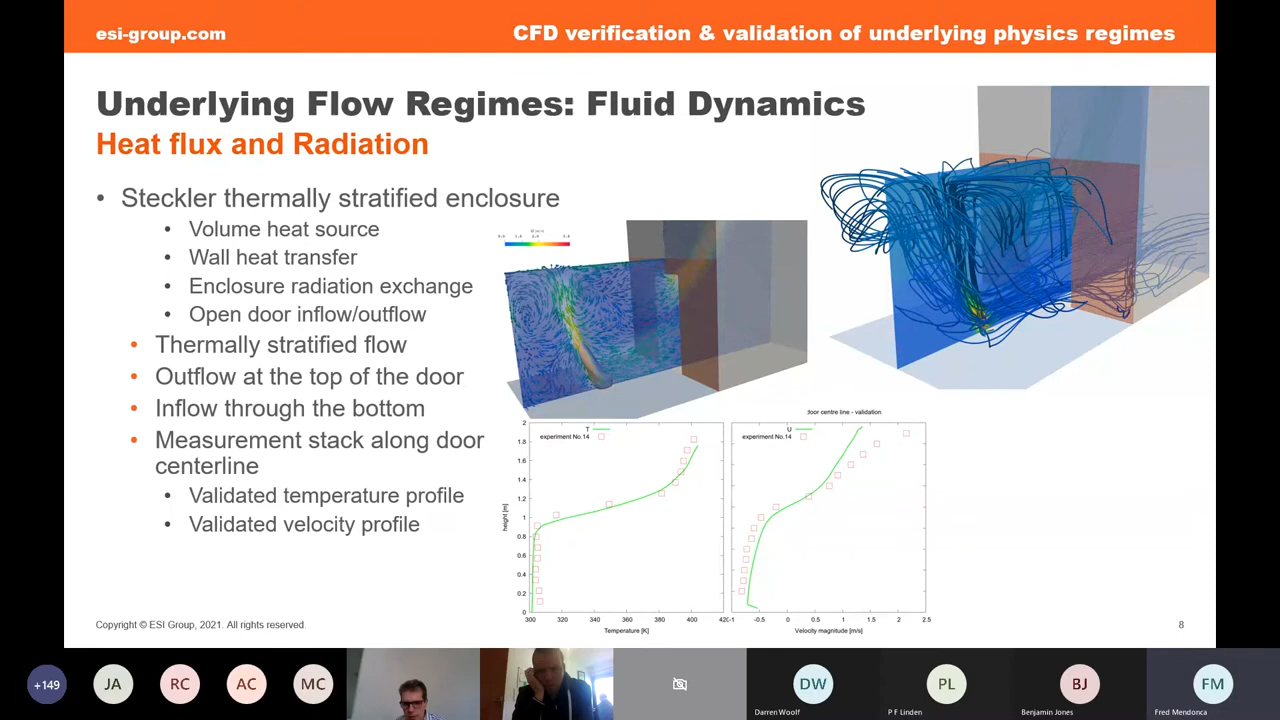 esi-group.com
CFD verification & validation of underlying physics regimes
Underlying Flow Regimes: Fluid Dynamics
Heat flux and Radiation
• Steckler thermally stratified enclosure
• Volume heat source
• Wall heat transfer
• Enclosure radiation exchange
• Open door inflow/outflow
• Thermally stratified flow
• Outflow at the top of the door
• Inflow through the bottom
• Measurement stack along door
centerline
• Validated temperature profile
• Validated velocity profile
door centre line - validation
T
experiment No.14
U
experiment No.14
2
1.8
1.6
1.4
1.2
1
0.8
0.6
0.4
0.2
0
height [m]
300 320 340 360 380 400 420
Temperature [K]
-1 -0.5 0 0.5 1 1.5 2 2.5
Velocity magnitude [m/s]
Copyright © ESI Group, 2021. All rights reserved.
8
+149
JA
RC
AC
MC
DW
PL
BJ
FM
Darren Woolf
P F Linden
Benjamin Jones
Fred Mendonca